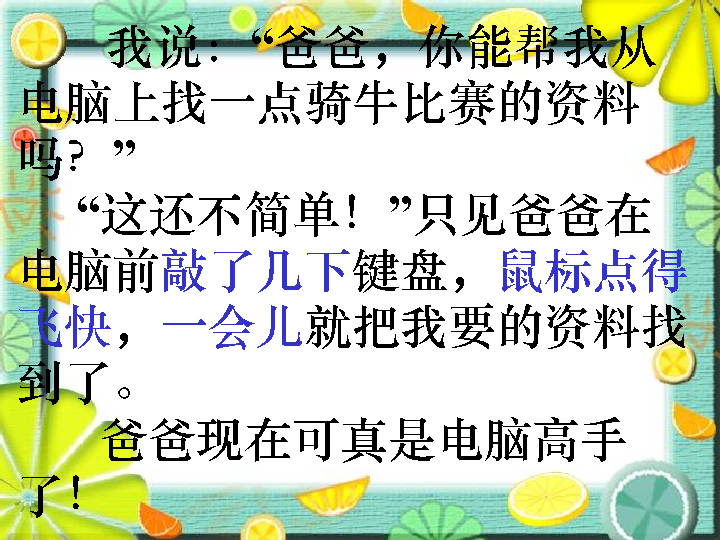 我说：“爸爸，你能帮我从
电脑上找一点骑牛比赛的资料
吗？”
“这还不简单！”只见爸爸在
电脑前敲了几下键盘，鼠标点得
飞快，一会儿就把我要的资料找
到了。
爸爸现在可真是电脑高手
了！